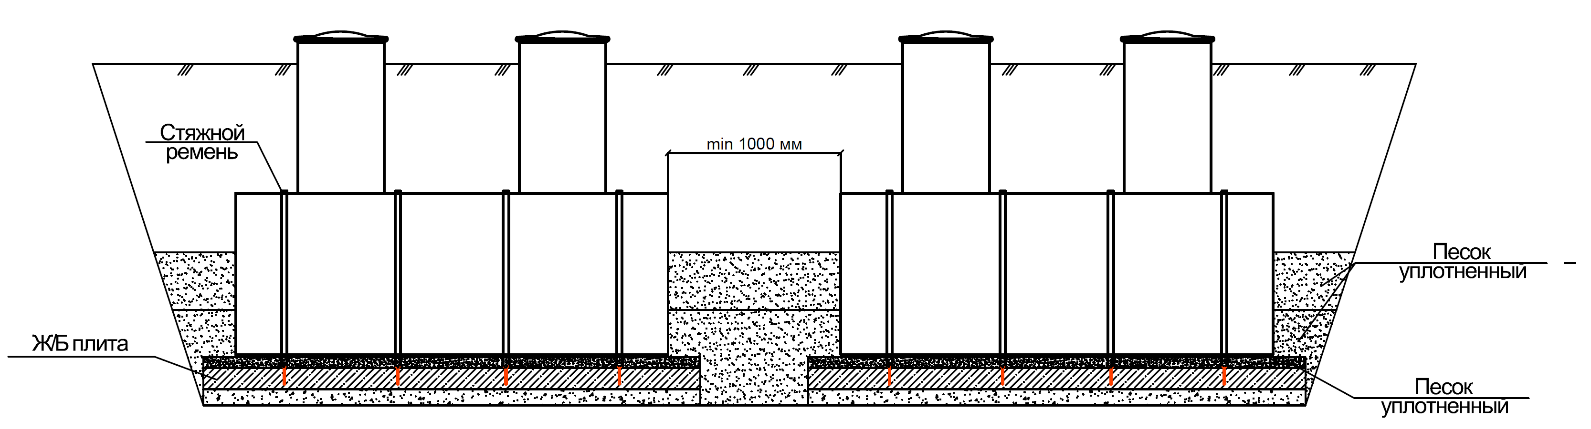 Стяжной
ремень
min 1000 мм
Песок
уплотненный
Ж/Б плита
Песок
уплотненный